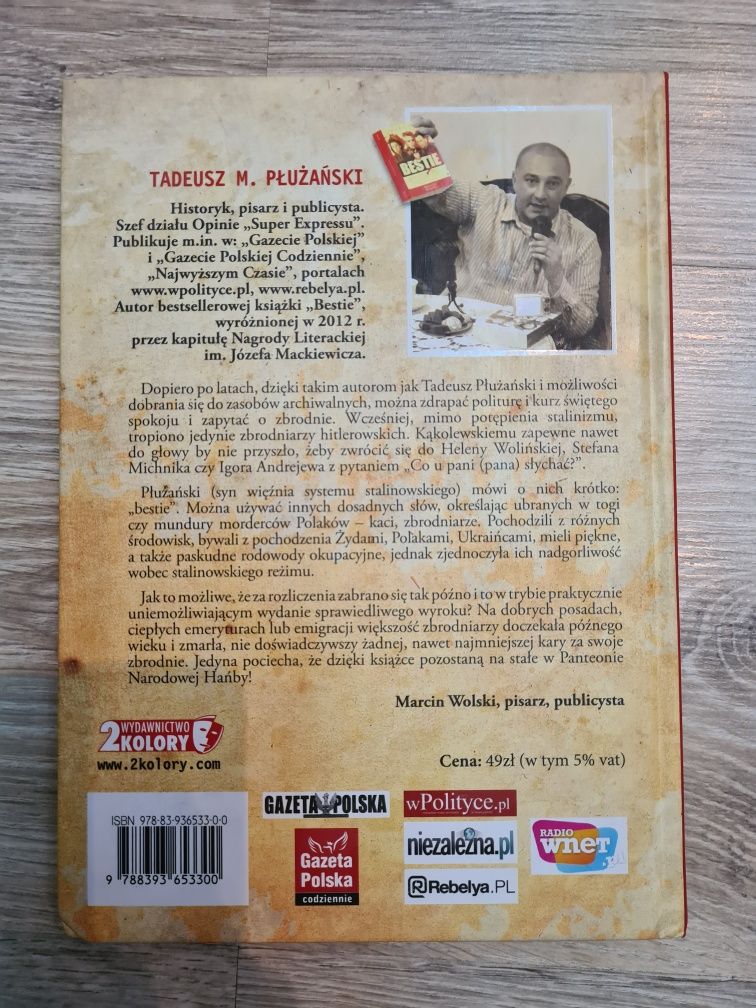 BESTIE
TADEUSZ M. PŁUŻAŃSKI
Historyk, pisarz i publicysta.
Szef działu Opinie „Super Expressu”.
Publikuje m.in. w: „Gazecie Polskiej”
i „Gazecie Polskiej Codziennie”,
„Najwyższym Czasie”, portalach
www.wpolityce.pl, www.rebelya.pl.
Autor bestsellerowej książki „Bestie”,
wyróżnionej w 2012 r.
przez kapitułę Nagrody Literackiej
im. Józefa Mackiewicza.
Dopiero po latach, dzięki takim autorom jak Tadeusz Płużański i możliwości
dobrania się do zasobów archiwalnych, można zdrapać politurę i kurz świętego
spokoju i zapytać o zbrodnie. Wcześniej, mimo potępienia stalinizmu,
tropiono jedynie zbrodniarzy hitlerowskich. Kąkolewskiemu zapewne nawet
do głowy by nie przyszło, żeby zwrócić się do Heleny Wolińskiej, Stefana
Michnika czy Igora Andrejewa z pytaniem „Co u pani (pana) słychać?”.
Płużański (syn więźnia systemu stalinowskiego) mówi o nich krótko:
„bestie”. Można używać innych dosadnych słów, określając ubranych w togi
czy mundury morderców Polaków – kaci, zbrodniarze. Pochodzili z różnych
środowisk, bywali z pochodzenia Żydami, Polakami, Ukraińcami, mieli piękne,
a także paskudne rodowody okupacyjne, jednak zjednoczyła ich nadgorliwość
wobec stalinowskiego reżimu.
Jak to możliwe, że za rozliczenia zabrano się tak późno i to w trybie praktycznie
uniemożliwiającym wydanie sprawiedliwego wyroku? Na dobrych posadach,
ciepłych emeryturach lub emigracji większość zbrodniarzy doczekała późnego
wieku i zmarła, nie doświadczywszy żadnej, nawet najmniejszej kary za swoje
zbrodnie. Jedyna pociecha, że dzięki książce pozostaną na stałe w Panteonie
Narodowej Hańby!
Marcin Wolski, pisarz, publicysta
2 WYDAWNICTWO
KOLORY
www.2kolory.com
Cena: 49zł (w tym 5% vat)
ISBN 978-83-936533-0-0
9 788393 653300
GAZETA POLSKA
Gazeta
Polska
codziennie
wPolityce.pl
niezależna.pl
Rebelya.PL
RADIO
wnet